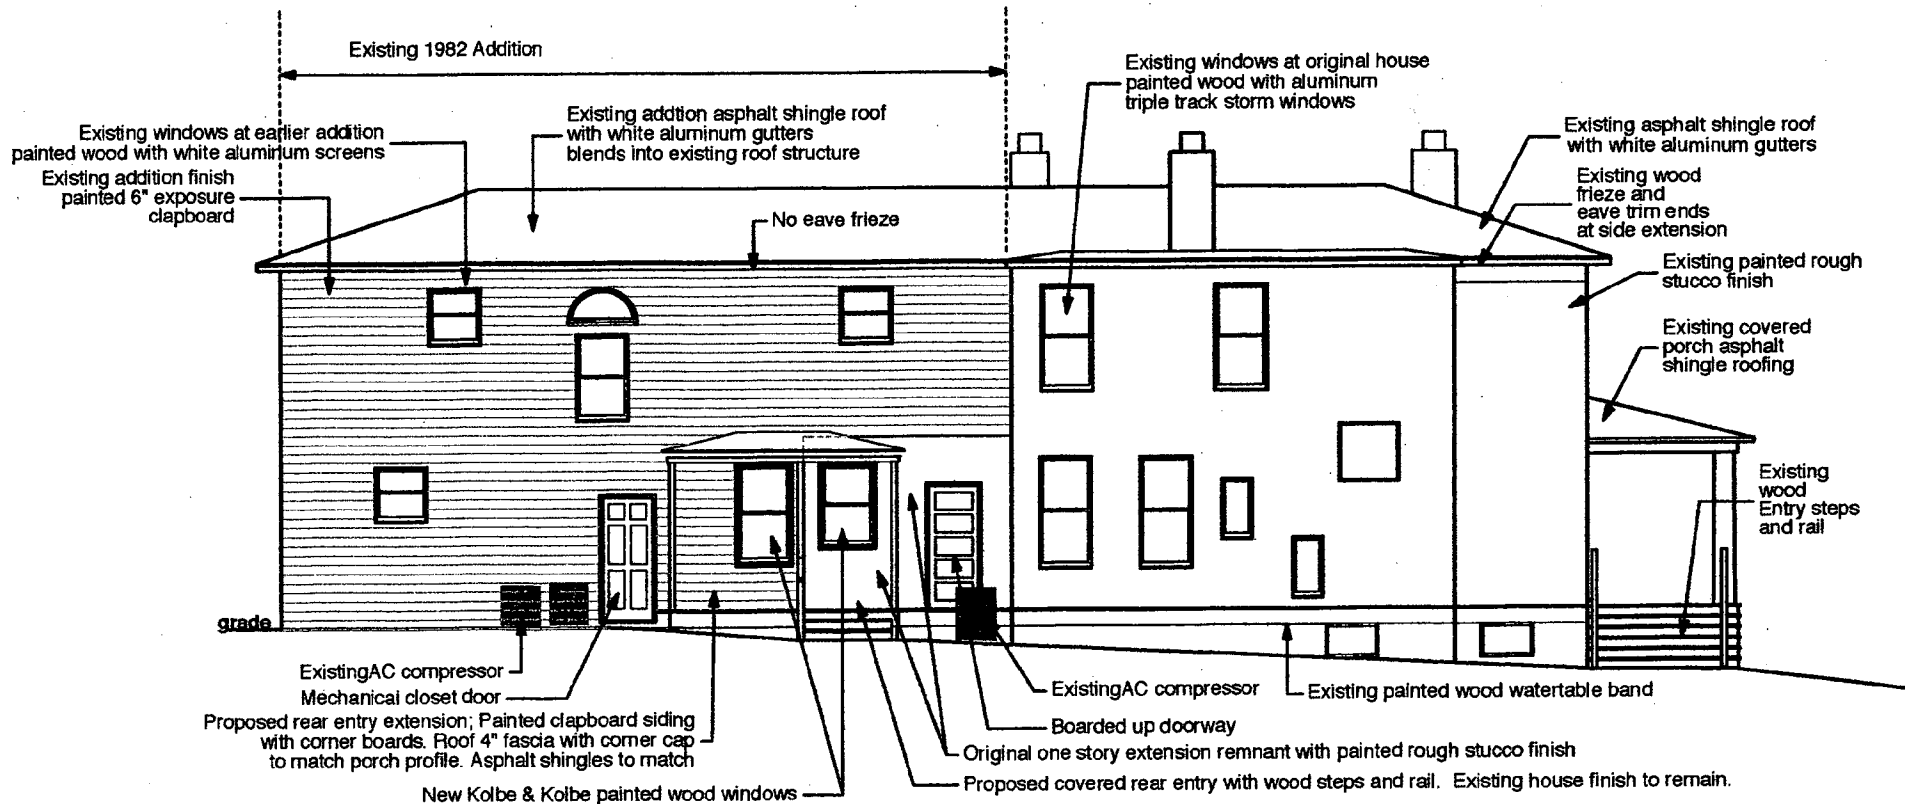 Existing 1982 Addition
Existing windows at original house
painted wood with aluminum
triple track storm windows
Existing addtion asphalt shingle roof
with white aluminum gutters
blends into existing roof structure
Existing windows at earlier addition
painted wood with white aluminum screens
Existing addition finish
painted 6" exposure
clapboard
No eave frieze
Existing asphalt shingle roof
with white aluminum gutters
Existing wood
frieze and
eave trim ends
at side extension
Existing painted rough
stucco finish
Existing covered
porch asphalt
shingle roofing
Existing
wood
Entry steps
and rail
grade
ExistingAC compressor
Mechanical closet door
Proposed rear entry extension; Painted clapboard siding
with corner boards. Roof 4" fascia with corner cap
to match porch profile. Asphalt shingles to match
New Kolbe & Kolbe painted wood windows
ExistingAC compressor
Existing painted wood watertable band
Boarded up doorway
Original one story extension remnant with painted rough stucco finish
Proposed covered rear entry with wood steps and rail. Existing house finish to remain.